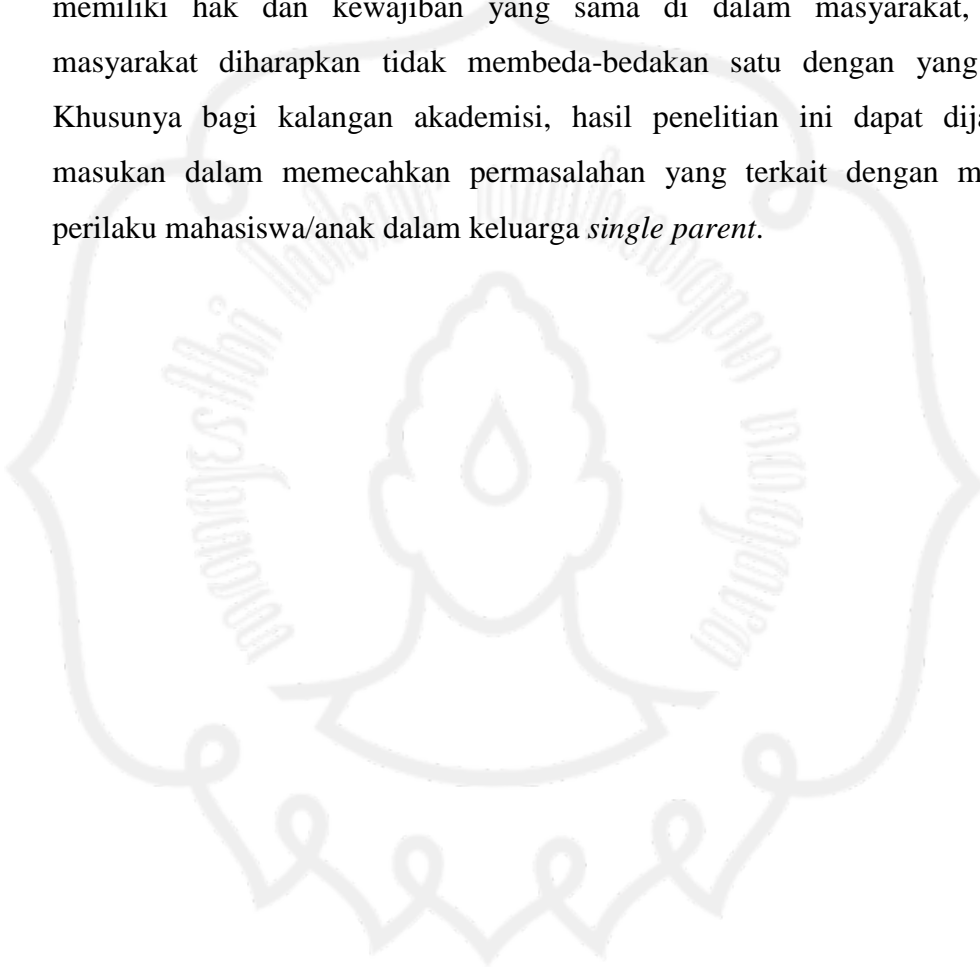 memiliki hak dan kewajiban yang sama di dalam masyarakat,
masyarakat diharapkan tidak membeda-bedakan satu dengan yang
Khusunya bagi kalangan akademisi, hasil penelitian ini dapat
masukan dalam memecahkan permasalahan yang terkait dengan
perilaku mahasiswa/anak dalam keluarga single parent.